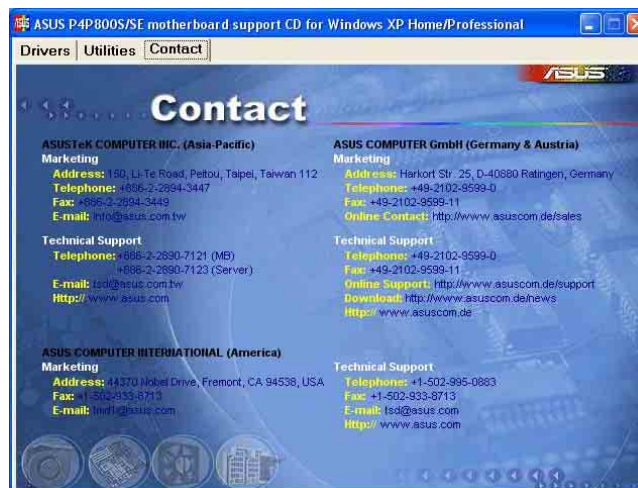 ASUS P4P800S/SE motherboard support CD for Windows XP Home/Professional
Drivers Utilities Contact
ASUS
Contact
ASUSTeK COMPUTER INC. (Asia-Pacific)
Marketing
Address: 150, Li-Te Road, Peitou, Taipei, Taiwan 112
Telephone: +886-2-2894-3447
Fax: +886-2-2894-3449
E-mail: info@asus.com.tw
Technical Support
Telephone: +886-2-2890-7121 (MB)
+886-2-2890-7123 (Server)
E-mail: tsd@asus.com.tw
Http:// www.asus.com
ASUS COMPUTER GmbH (Germany & Austria)
Marketing
Address: Harkort Str. 25, D-40880 Ratingen, Germany
Telephone: +49-2102-9599-0
Fax: +49-2102-9599-11
Online Contact: http://www.asuscom.de/sales
Technical Support
Telephone: +49-2102-9599-0
Fax: +49-2102-9599-11
Online Support: http://www.asuscom.de/support
Download: http://www.asuscom.de/news
Http:// www.asuscom.de
ASUS COMPUTER INTERNATIONAL (America)
Marketing
Address: 44370 Nobel Drive, Fremont, CA 94538, USA
Fax: +1-502-933-8713
E-mail: tmd1@asus.com
Technical Support
Telephone: +1-502-995-0883
Fax: +1-502-933-8713
E-mail: tsd@asus.com
Http:// www.asus.com